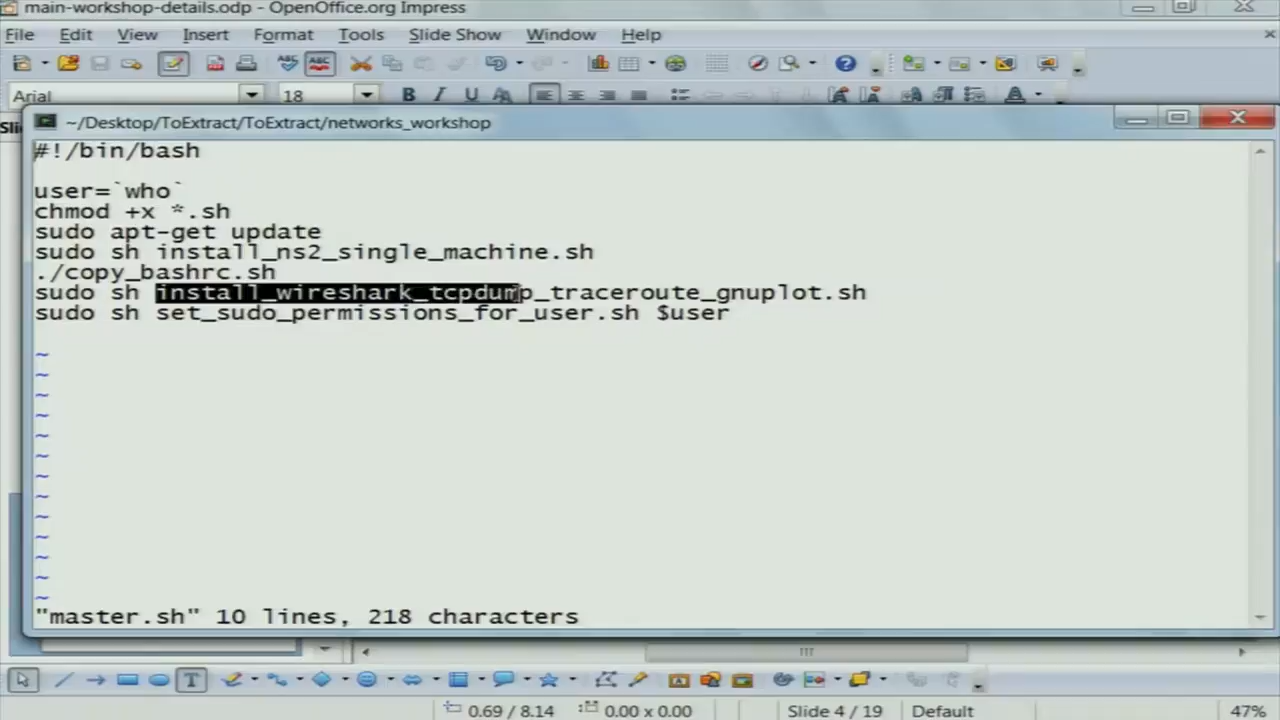 main-workshop-details.odp - OpenOffice.org Impress
File Edit View Insert Format Tools Slide Show Window Help
Arial 18
~/Desktop/ToExtract/ToExtract/networks_workshop
#!/bin/bash
user=`who`
chmod +x *.sh
sudo apt-get update
sudo sh install_ns2_single_machine.sh
./copy_bashrc.sh
sudo sh install_wireshark_tcpdump_traceroute_gnuplot.sh
sudo sh set_sudo_permissions_for_user.sh $user
~
~
~
~
~
~
~
~
~
~
~
~
~
"master.sh" 10 lines, 218 characters
0.69 / 8.14 0.00 x 0.00 Slide 4 / 19 Default 47%